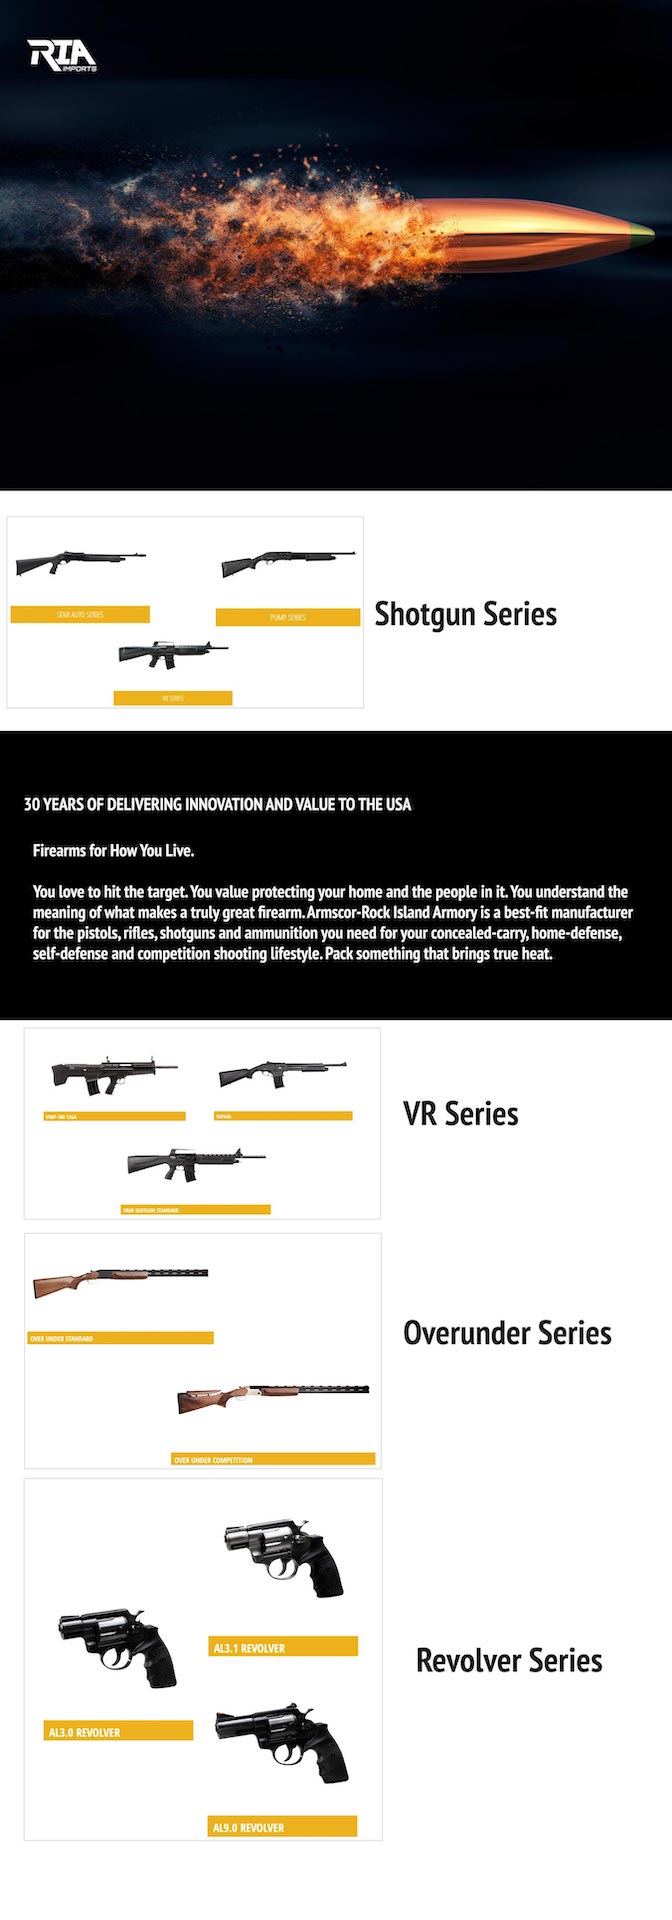 RIA
IMPORTS
SEMI AUTO SERIES
PUMP SERIES
VR SERIES
Shotgun Series
30 YEARS OF DELIVERING INNOVATION AND VALUE TO THE USA
Firearms for How You Live.
You love to hit the target. You value protecting your home and the people in it. You understand the
meaning of what makes a truly great firearm. Armscor-Rock Island Armory is a best-fit manufacturer
for the pistols, rifles, shotguns and ammunition you need for your concealed-carry, home-defense,
self-defense and competition shooting lifestyle. Pack something that brings true heat.
VR Series
VR60 SHOTGUN STANDARD
Overunder Series
OVER UNDER STANDARD
OVER UNDER COMPETITION
Revolver Series
AL3.1 REVOLVER
AL3.0 REVOLVER
AL9.0 REVOLVER